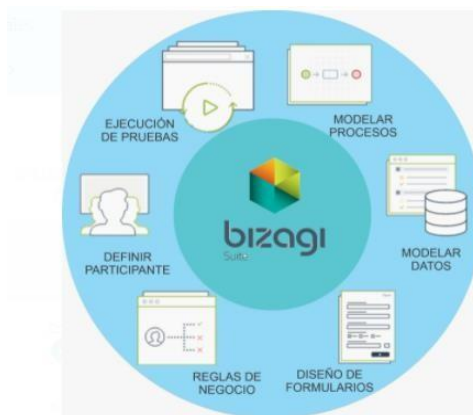 EJECUCIÓN
DE PRUEBAS
MODELAR
PROCESOS
DEFINIR
PARTICIPANTE
bizagi
Suite
MODELAR
DATOS
REGLAS DE
NEGOCIO
DISEÑO DE
FORMULARIOS